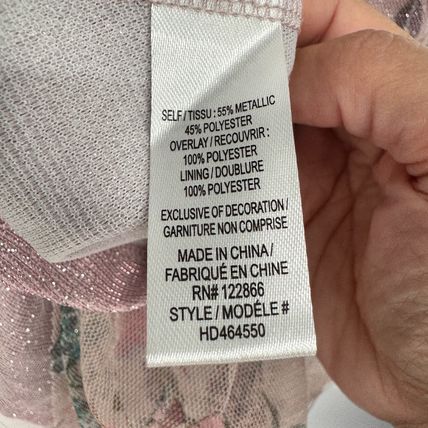 SELF/TISSU: 55% METALLIC
45% POLYESTER
OVERLAY/RECOUVRIR:
100% POLYESTER
LINING/DOUBLURE
100% POLYESTER
EXCLUSIVE OF DECORATION/
GARNITURE NON COMPRISE
MADE IN CHINA/
FABRIQUÉ EN CHINE
RN# 122866
STYLE / MODÉLE #
HD464550